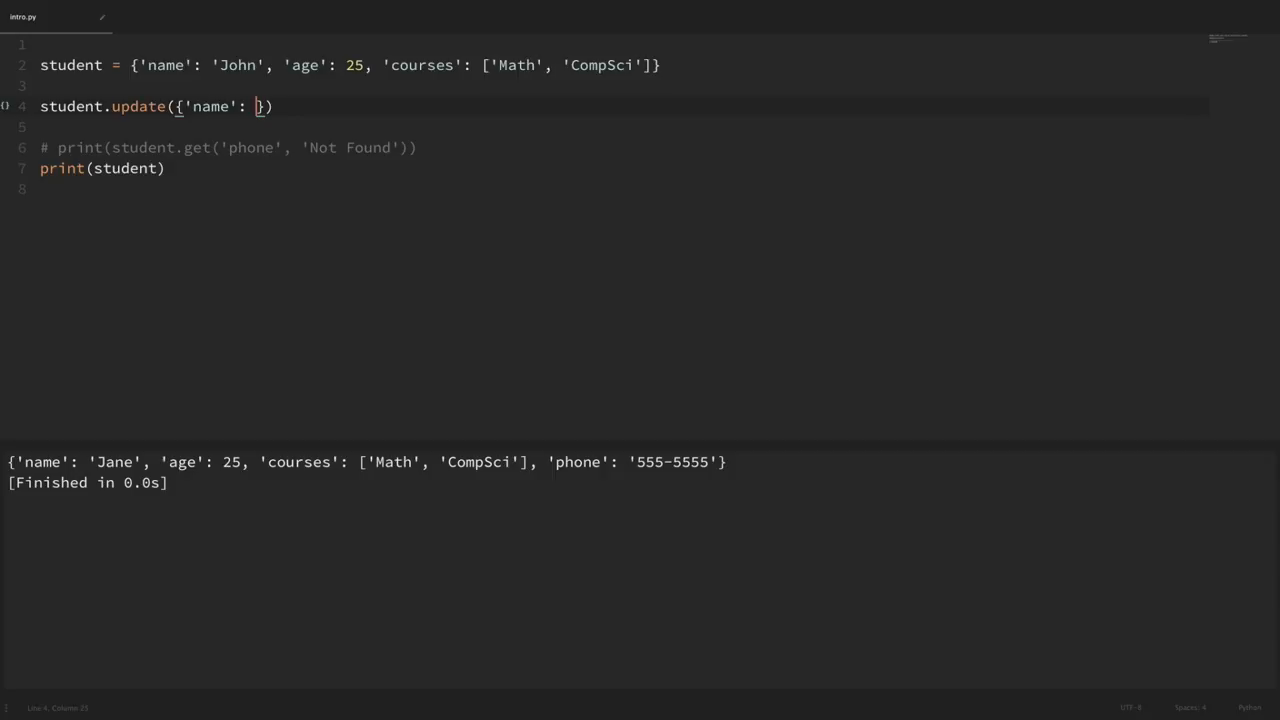 intro.py
1
2 student = {'name': 'John', 'age': 25, 'courses': ['Math', 'CompSci']}
3
4 student.update({'name': })
5
6 # print(student.get('phone', 'Not Found'))
7 print(student)
8
{'name': 'Jane', 'age': 25, 'courses': ['Math', 'CompSci'], 'phone': '555-5555'}
[Finished in 0.0s]
Line 4, Column 25 UTF-8 Spaces: 4 Python